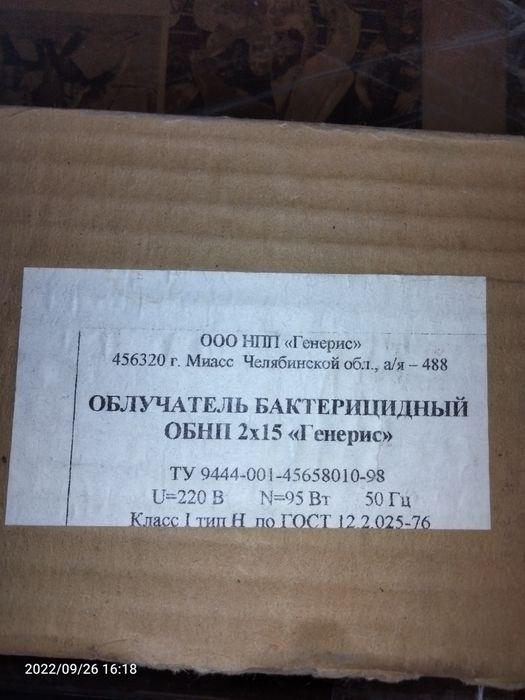 ООО НПП «Генерис»
456320 г. Миасс Челябинской обл., а/я – 488
ОБЛУЧАТЕЛЬ БАКТЕРИЦИДНЫЙ
ОБНП 2х15 «Генерис»
ТУ 9444-001-45658010-98
U=220 В N=95 Вт 50 Гц
Класс I тип Н по ГОСТ 12.2.025-76
2022/09/26 16:18